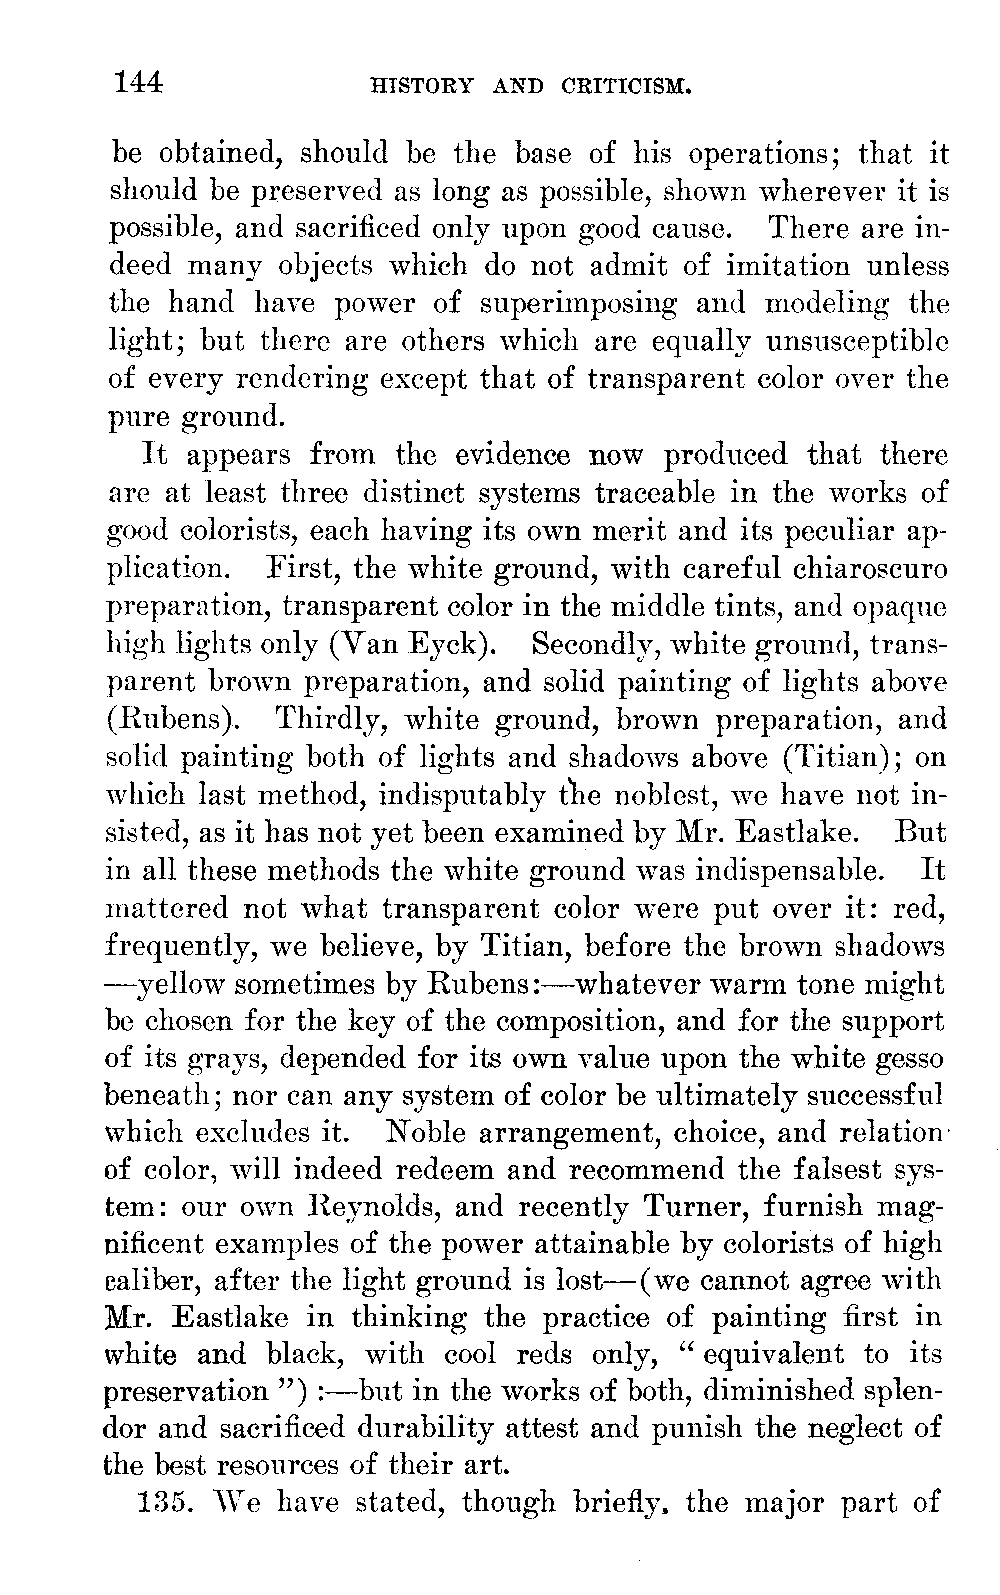 144 HISTORY AND CRITICISM.
be obtained, should be the base of his operations; that it
should be preserved as long as possible, shown wherever it is
possible, and sacrificed only upon good cause. There are in-
deed many objects which do not admit of imitation unless
the hand have power of superimposing and modeling the
light; but there are others which are equally unsusceptible
of every rendering except that of transparent color over the
pure ground.
It appears from the evidence now produced that there
are at least three distinct systems traceable in the works of
good colorists, each having its own merit and its peculiar ap-
plication. First, the white ground, with careful chiaroscuro
preparation, transparent color in the middle tints, and opaque
high lights only (Van Eyck). Secondly, white ground, trans-
parent brown preparation, and solid painting of lights above
(Rubens). Thirdly, white ground, brown preparation, and
solid painting both of lights and shadows above (Titian); on
which last method, indisputably the noblest, we have not in-
sisted, as it has not yet been examined by Mr. Eastlake. But
in all these methods the white ground was indispensable. It
mattered not what transparent color were put over it: red,
frequently, we believe, by Titian, before the brown shadows
—yellow sometimes by Rubens:—whatever warm tone might
be chosen for the key of the composition, and for the support
of its grays, depended for its own value upon the white gesso
beneath; nor can any system of color be ultimately successful
which excludes it. Noble arrangement, choice, and relation
of color, will indeed redeem and recommend the falsest sys-
tem: our own Reynolds, and recently Turner, furnish mag-
nificent examples of the power attainable by colorists of high
caliber, after the light ground is lost—(we cannot agree with
Mr. Eastlake in thinking the practice of painting first in
white and black, with cool reds only, “ equivalent to its
preservation ”) :—but in the works of both, diminished splen-
dor and sacrificed durability attest and punish the neglect of
the best resources of their art.
135. We have stated, though briefly, the major part of